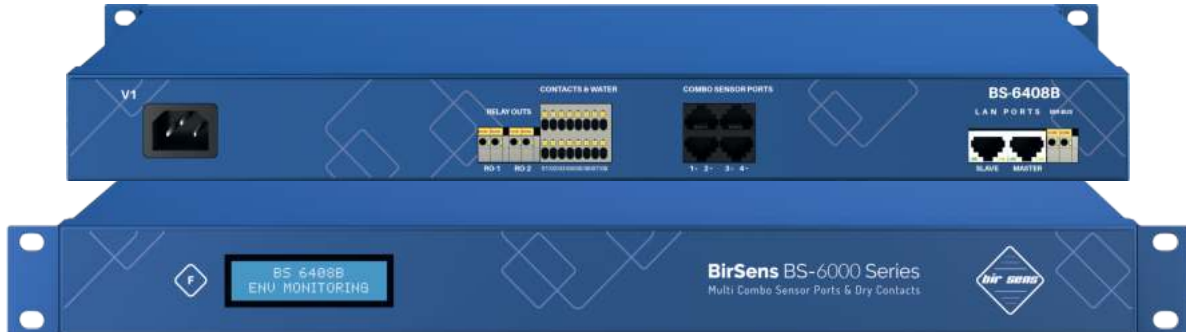 V1
CONTACTS & WATER
RELAY OUTS
RO 1 RO 2
COMBO SENSOR PORTS
1 - 2 - 3 - 4 -
BS-6408B
LAN PORTS
SLAVE MASTER
F
BS 6408B
ENV MONITORING
BirSens BS-6000 Series
Multi Combo Sensor Ports & Dry Contacts
bir sens